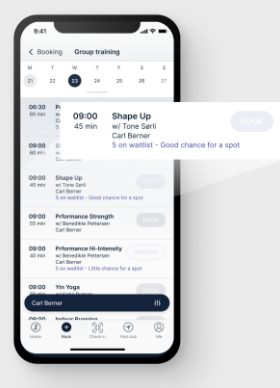 9:41
Booking Group training
M T W T F S S
21 22 23 24 25 26 27
06:30
60 min
09:00
45 min
Shape Up
w/ Tone Sørli
Carl Berner
5 on waitlist - Good chance for a spot
BOOK
09:00
60 min
09:00 Shape Up
45 min w/ Tone Sørli
Carl Berner
5 on waitlist - Good chance for a spot
09:00 Prformance Strength
55 min w/ Benedikte Pettersen
Carl Berner
BOOK
09:00 Prformance Hi-Intensity
45 min w/ Benedikte Pettersen
Carl Berner
5 on waitlist - Little chance for a spot
09:00 Yin Yoga
Carl Berner
09:00 Indoor Running
Home Book Check in Find club Me